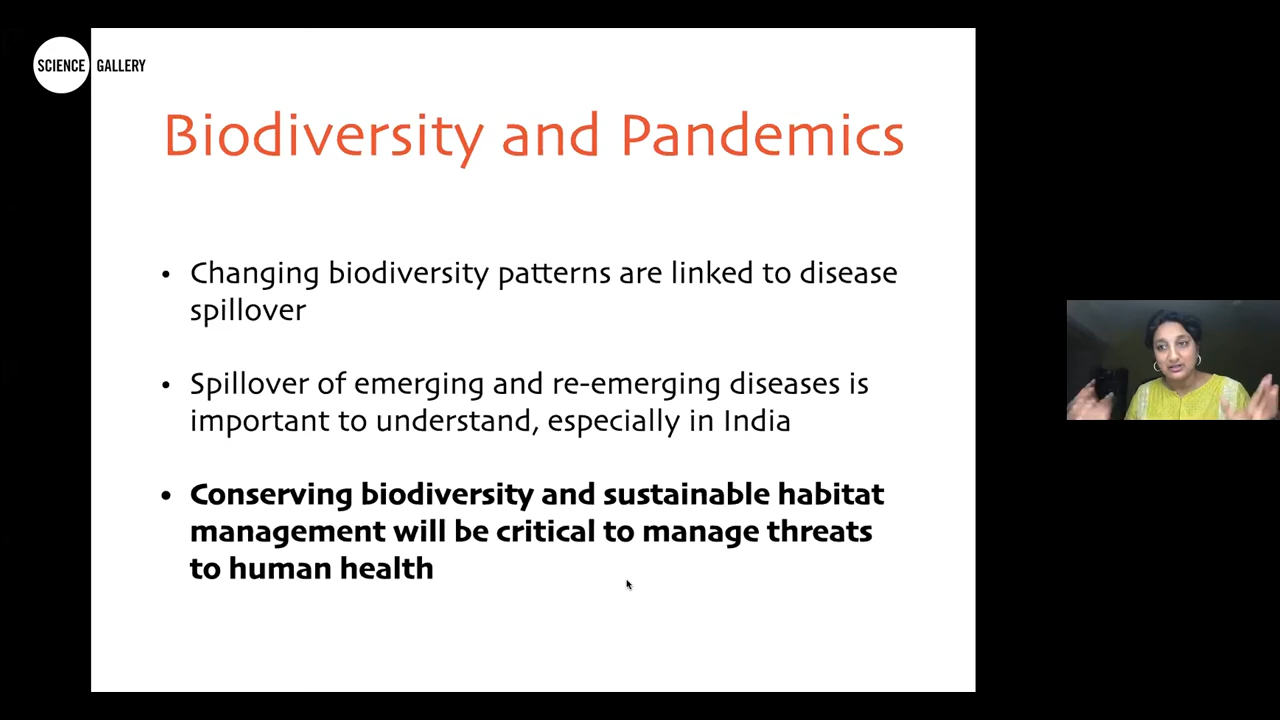 SCIENCE GALLERY
Biodiversity and Pandemics
• Changing biodiversity patterns are linked to disease
spillover
• Spillover of emerging and re-emerging diseases is
important to understand, especially in India
• Conserving biodiversity and sustainable habitat
management will be critical to manage threats
to human health